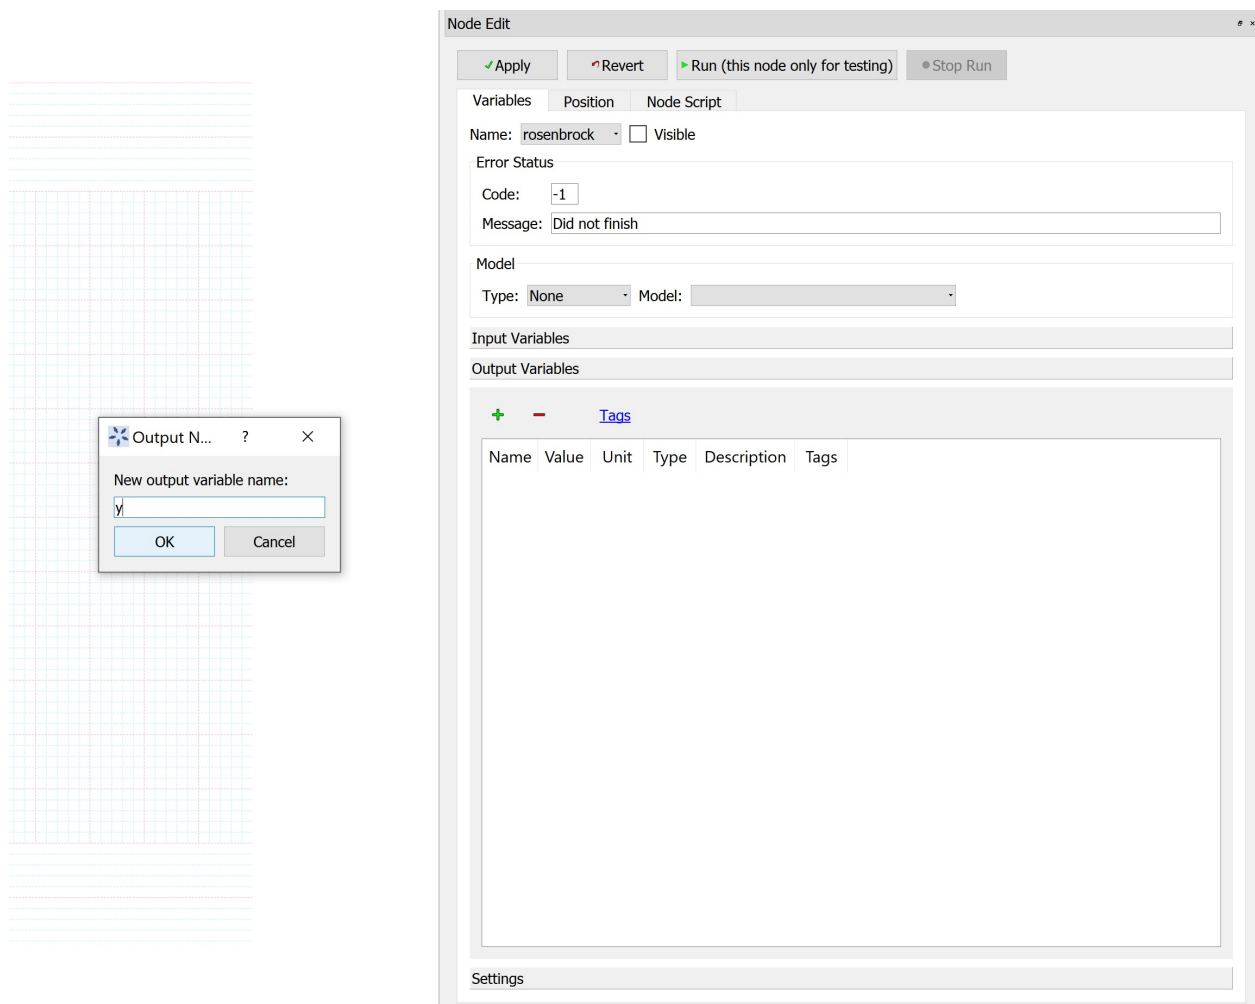 Node Edit
Apply Revert Run (this node only for testing) Stop Run
Variables Position Node Script
Name: rosenbrock Visible
Error Status
Code: -1
Message: Did not finish
Model
Type: None Model:
Input Variables
Output Variables
Tags
Name Value Unit Type Description Tags
Settings
Output N... ?
New output variable name:
y
OK Cancel